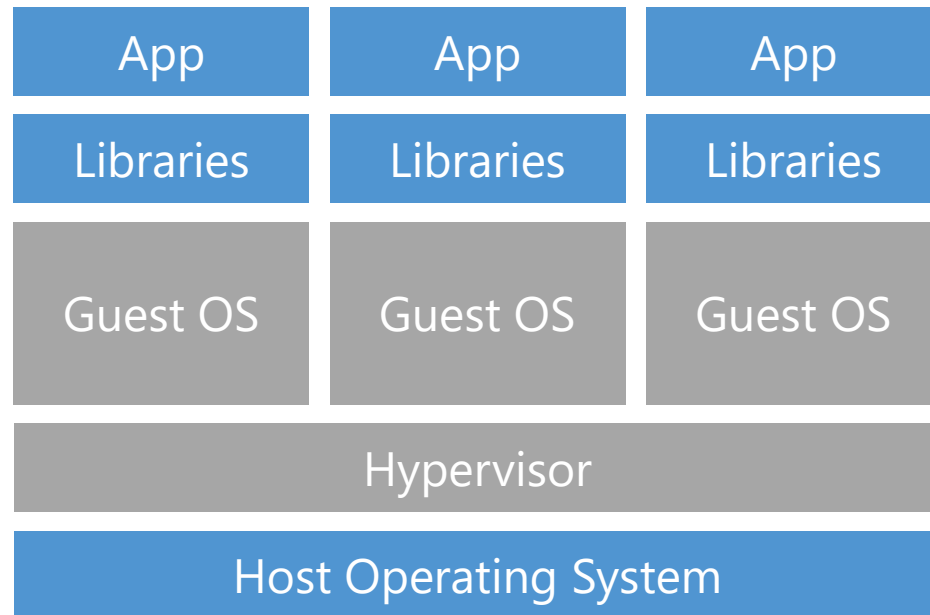 App
App
App
Libraries
Libraries
Libraries
Guest OS
Guest OS
Guest OS
Hypervisor
Host Operating System